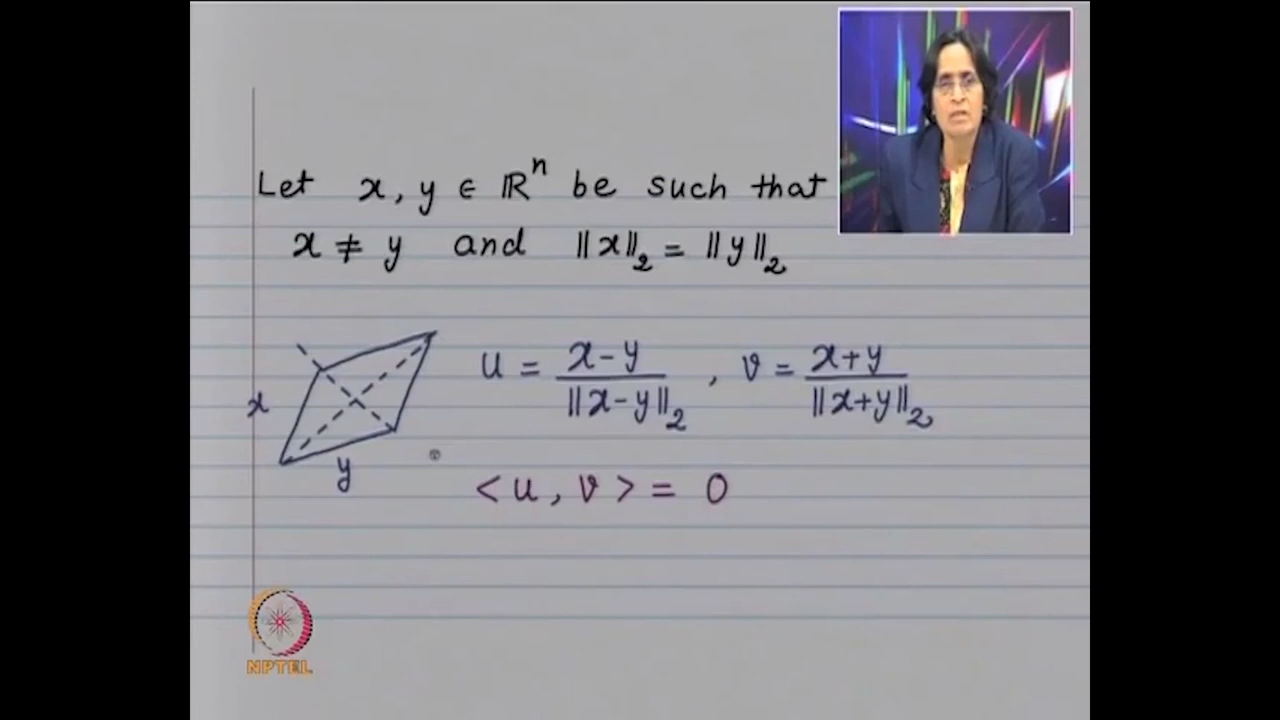 Let x, y ∈ ℝⁿ be such that
x ≠ y and ‖x‖₂ = ‖y‖₂
x
y
u = (x-y)/‖x-y‖₂ , v = (x+y)/‖x+y‖₂
<u, v> = 0
NPTEL